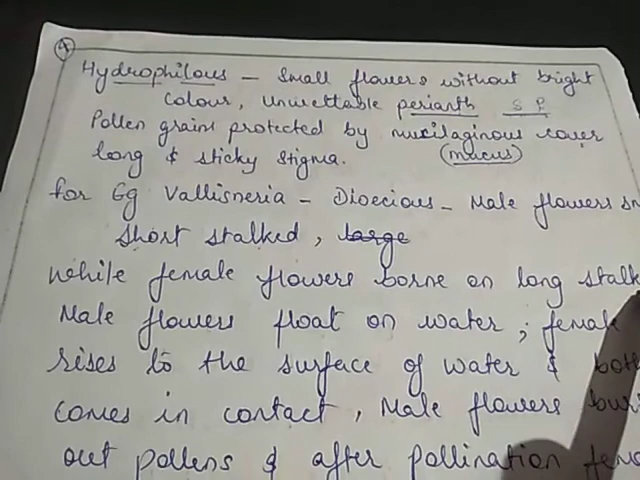 4
Hydrophilous - Small flowers without bright
colour, Unwettable perianth S P
Pollen grains protected by mucilaginous cover
long & sticky stigma. (mucus)
for Eg Vallisneria - Dioecious - Male flowers
short stalked, large
While female flowers borne on long stalk
Male flowers float on water; female
rises to the surface of water &
comes in contact, Male flowers
out pollens & after pollination